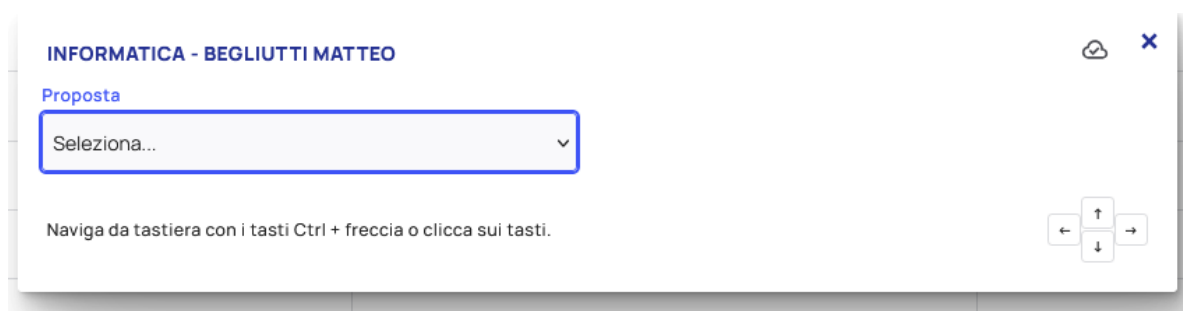 INFORMATICA - BEGLIUTTI MATTEO
Proposta
Seleziona...
Naviga da tastiera con i tasti Ctrl + freccia o clicca sui tasti.